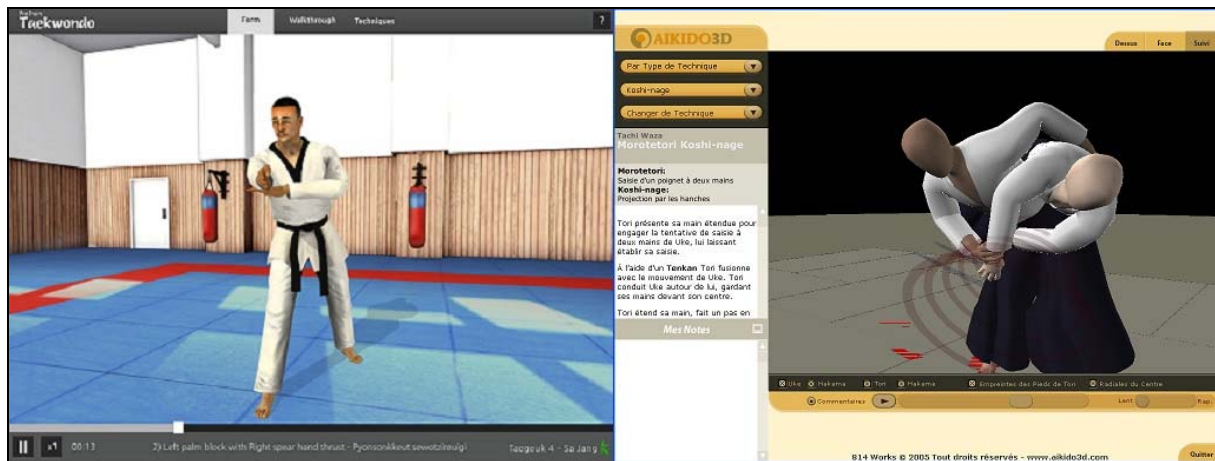 Taekwondo
Form
Walkthrough
Techniques
?
x1
00:13
2) Left palm block with Right spear hand thrust - Pyonsonkkeut sewotzireugi
Taegeuk 4 - Sa Jang
AIKIDO3D
Dessus
Face
Suivi
Par Type de Technique
Koshi-nage
Changer de Technique
Tachi Waza
Morotetori Koshi-nage
Morotetori:
Saisie d'un poignet à deux mains
Koshi-nage:
Projection par les hanches
Tori présente sa main étendue pour
engager la tentative de saisie à
deux mains de Uke, lui laissant
établir sa saisie.
À l'aide d'un Tenkan Tori fusionne
avec le mouvement de Uke. Tori
conduit Uke autour de lui, gardant
ses mains devant son centre.
Tori étend sa main, fait un pas en
Mes Notes
Uke
Hakama
Tori
Hakama
Empreintes des Pieds de Tori
Radiales du Centre
Commentaires
Lent
Rap.
814 Works © 2005 Tout droits réservés - www.aikido3d.com
Quitter